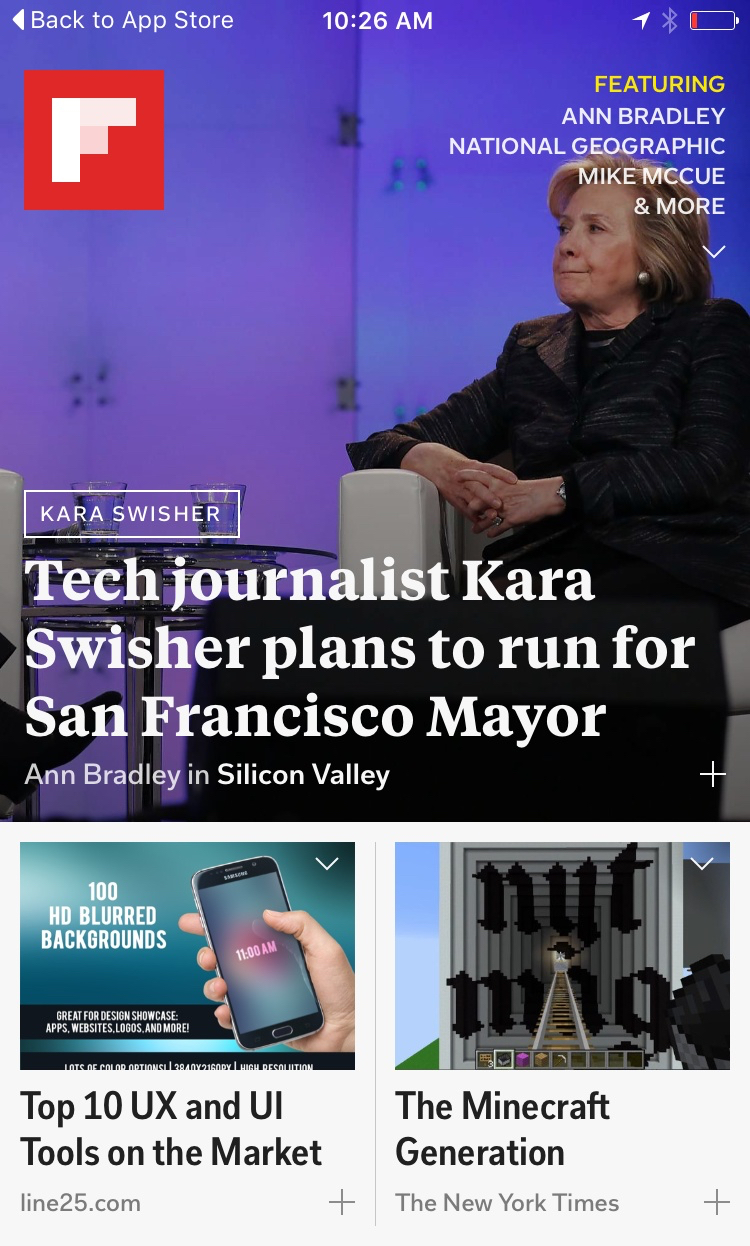 Back to App Store
10:26 AM
FEATURING
ANN BRADLEY
NATIONAL GEOGRAPHIC
MIKE MCCUE
& MORE
KARA SWISHER
Tech journalist Kara
Swisher plans to run for
San Francisco Mayor
Ann Bradley in Silicon Valley
100
HD BLURRED
BACKGROUNDS
SAMSUNG
11:00 AM
GREAT FOR DESIGN SHOWCASE:
APPS, WEBSITES, LOGOS, AND MORE!
LOTS OF COLOR OPTIONS! | 3840X2160PX | HIGH RESOLUTION
Top 10 UX and UI
Tools on the Market
line25.com
The Minecraft
Generation
The New York Times